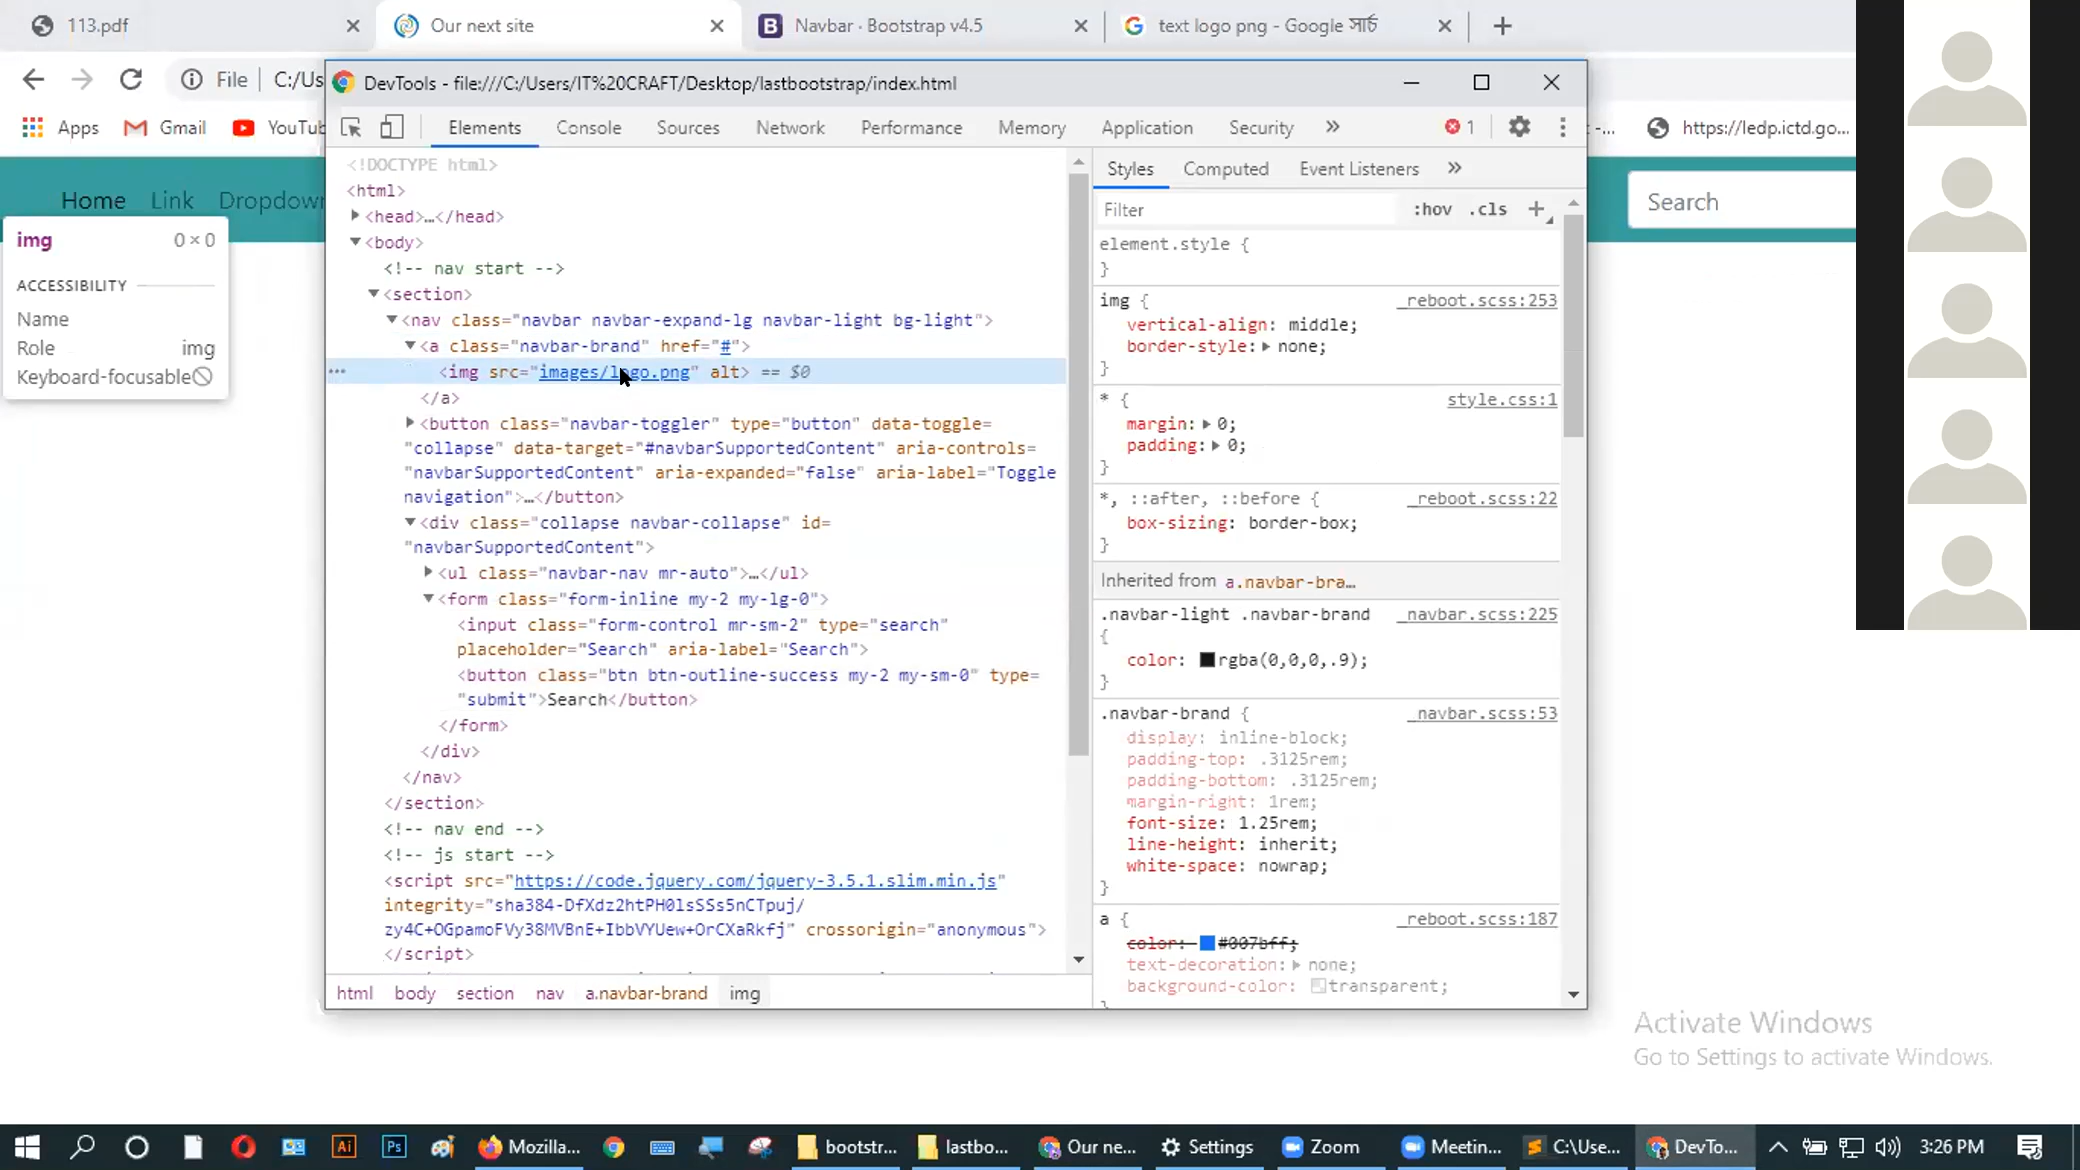 113.pdf
Our next site
Navbar · Bootstrap v4.5
text logo png - Google সার্চ
File
C:/Us
DevTools - file:///C:/Users/IT%20CRAFT/Desktop/lastbootstrap/index.html
Apps
Gmail
YouTub
Elements
Console
Sources
Network
Performance
Memory
Application
Security
1
-...
https://ledp.ictd.go...
Home
Link
Dropdown
Search
img
0 × 0
ACCESSIBILITY
Name
Role
img
Keyboard-focusable
<!DOCTYPE html>
<html>
<head>…</head>
<body>
<!-- nav start -->
<section>
<nav class="navbar navbar-expand-lg navbar-light bg-light">
<a class="navbar-brand" href="#">
<img src="images/logo.png" alt> == $0
</a>
<button class="navbar-toggler" type="button" data-toggle=
"collapse" data-target="#navbarSupportedContent" aria-controls=
"navbarSupportedContent" aria-expanded="false" aria-label="Toggle
navigation">…</button>
<div class="collapse navbar-collapse" id=
"navbarSupportedContent">
<ul class="navbar-nav mr-auto">…</ul>
<form class="form-inline my-2 my-lg-0">
<input class="form-control mr-sm-2" type="search"
placeholder="Search" aria-label="Search">
<button class="btn btn-outline-success my-2 my-sm-0" type=
"submit">Search</button>
</form>
</div>
</nav>
</section>
<!-- nav end -->
<!-- js start -->
<script src="https://code.jquery.com/jquery-3.5.1.slim.min.js"
integrity="sha384-DfXdz2htPH0lsSSs5nCTpuj/
zy4C+OGpamoFVy38MVBnE+IbbVYUew+OrCXaRkfj" crossorigin="anonymous">
</script>
html
body
section
nav
a.navbar-brand
img
Styles
Computed
Event Listeners
Filter
:hov
.cls
element.style {
}
img {
_reboot.scss:253
vertical-align: middle;
border-style: none;
}
* {
style.css:1
margin: 0;
padding: 0;
}
*, ::after, ::before {
_reboot.scss:22
box-sizing: border-box;
}
Inherited from a.navbar-bra…
.navbar-light .navbar-brand
_navbar.scss:225
{
color: rgba(0,0,0,.9);
}
.navbar-brand {
_navbar.scss:53
display: inline-block;
padding-top: .3125rem;
padding-bottom: .3125rem;
margin-right: 1rem;
font-size: 1.25rem;
line-height: inherit;
white-space: nowrap;
}
a {
_reboot.scss:187
color: #007bff;
text-decoration: none;
background-color: transparent;
Activate Windows
Go to Settings to activate Windows.
Ai
Ps
Mozilla...
bootstr...
lastbo...
Our ne...
Settings
Zoom
Meetin...
C:\Use...
DevTo...
3:26 PM